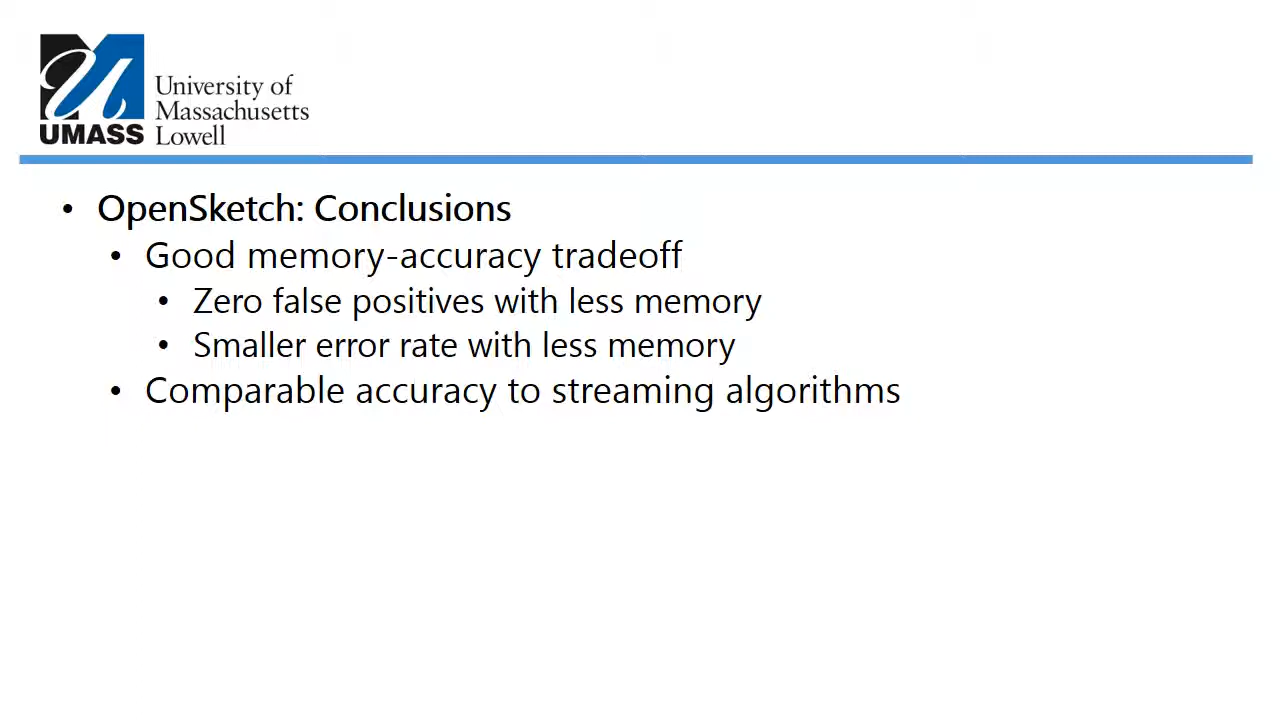 UMASS
University of
Massachusetts
Lowell
• OpenSketch: Conclusions
• Good memory-accuracy tradeoff
• Zero false positives with less memory
• Smaller error rate with less memory
• Comparable accuracy to streaming algorithms